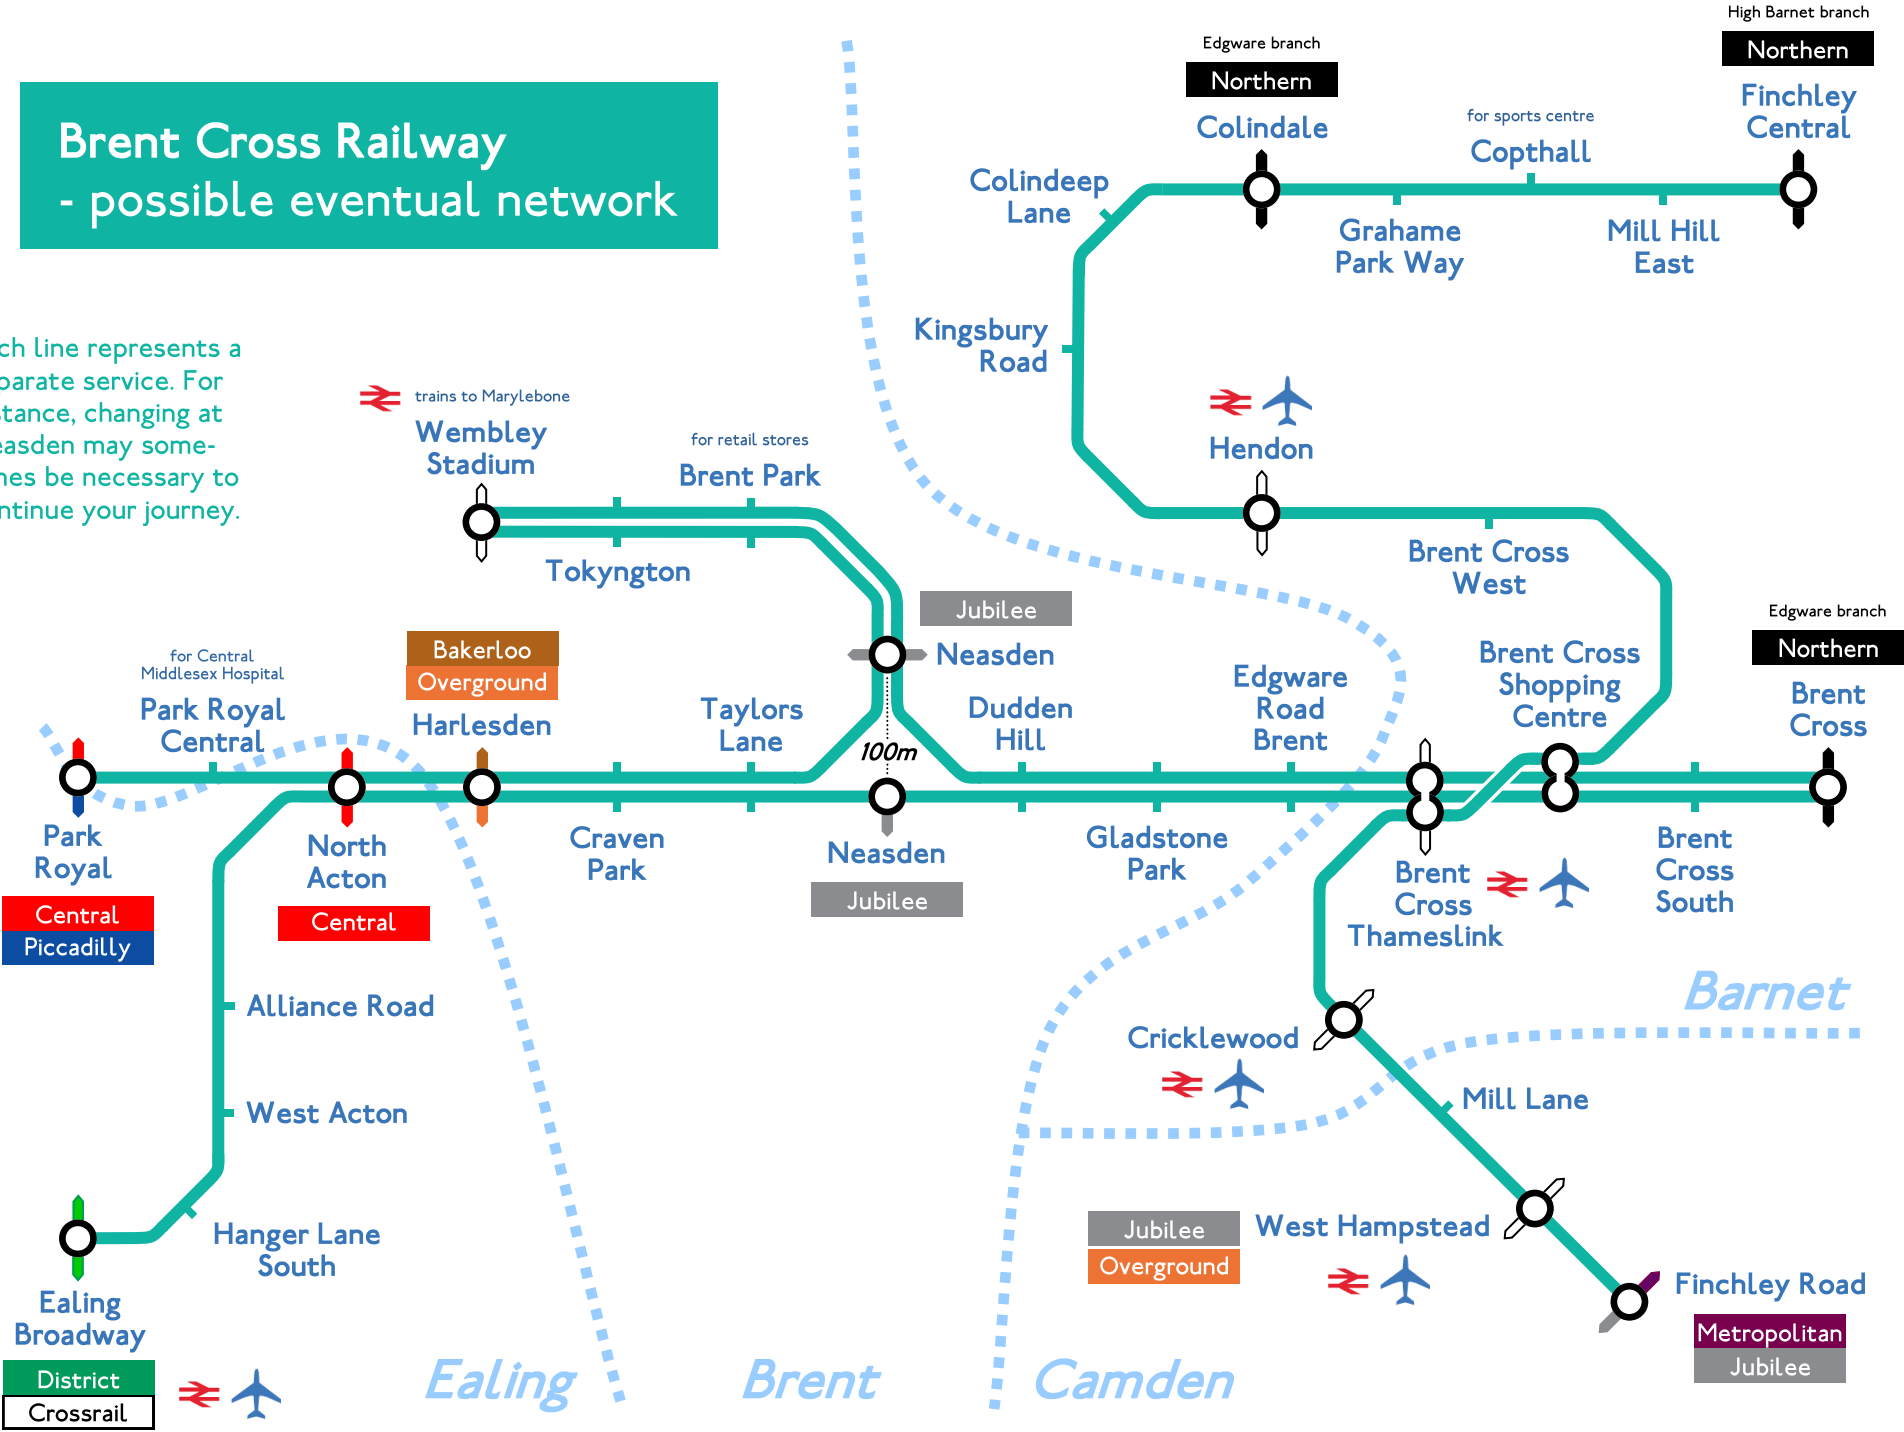 Brent Cross Railway
- possible eventual network
ch line represents a
parate service. For
stance, changing at
easden may some-
nes be necessary to
ntinue your journey.
Edgware branch
Northern
Colindale
High Barnet branch
Northern
Finchley
Central
for sports centre
Copthall
Colindeep
Lane
Grahame
Park Way
Mill Hill
East
Kingsbury
Road
Hendon
Brent Cross
West
trains to Marylebone
Wembley
Stadium
for retail stores
Brent Park
Tokyngton
Jubilee
Neasden
100m
Edgware branch
Northern
Brent
Cross
Brent Cross
Shopping
Centre
Edgware
Road
Brent
Dudden
Hill
Taylors
Lane
Bakerloo
Overground
Harlesden
for Central
Middlesex Hospital
Park Royal
Central
Park
Royal
Central
Piccadilly
North
Acton
Central
Craven
Park
Neasden
Jubilee
Gladstone
Park
Brent
Cross
Thameslink
Brent
Cross
South
Alliance Road
West Acton
Hanger Lane
South
Ealing
Broadway
District
Crossrail
Barnet
Cricklewood
Mill Lane
Jubilee
Overground
West Hampstead
Finchley Road
Metropolitan
Jubilee
Ealing
Brent
Camden